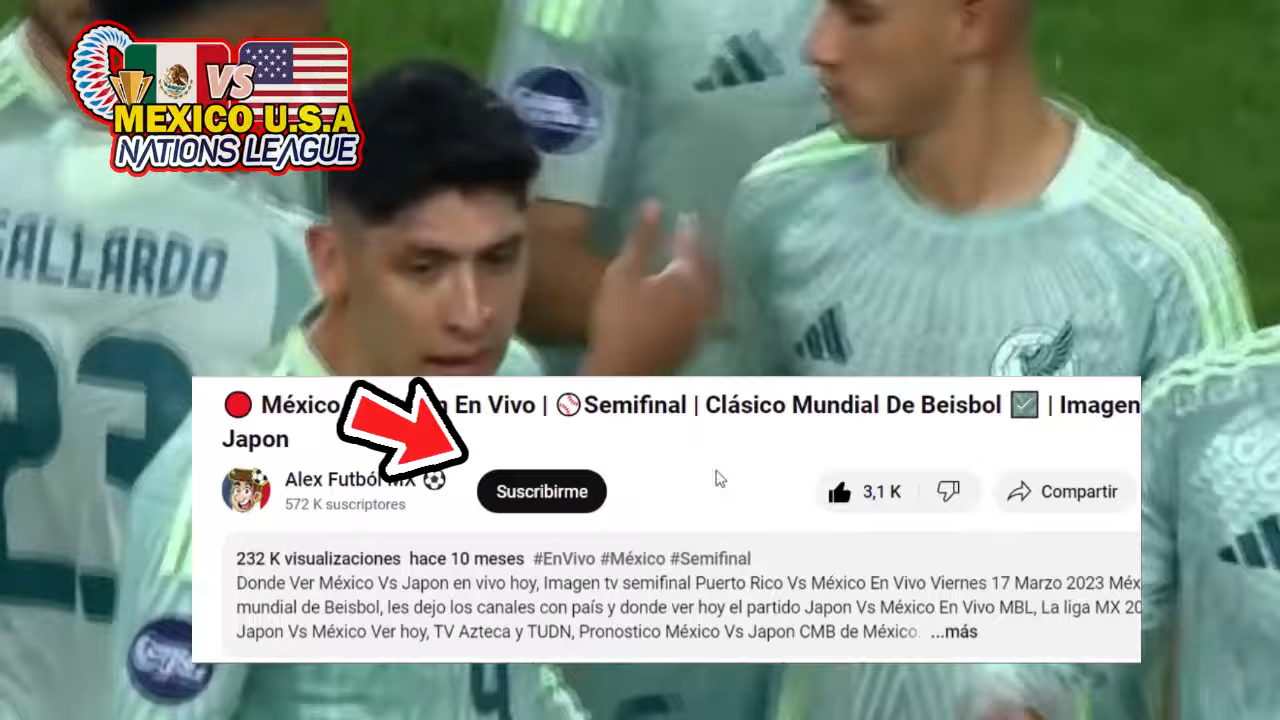 VS
MEXICO U.S.A
NATIONS LEAGUE
GALLARDO
23
México
n En Vivo | Semifinal | Clásico Mundial De Beisbol | Imagen
Japon
Alex Futból MX
572 K suscriptores
Suscribirme
3,1 K
Compartir
232 K visualizaciones hace 10 meses #EnVivo #México #Semifinal
Donde Ver México Vs Japon en vivo hoy, Imagen tv semifinal Puerto Rico Vs México En Vivo Viernes 17 Marzo 2023 Méx
mundial de Beisbol, les dejo los canales con país y donde ver hoy el partido Japon Vs México En Vivo MBL, La liga MX 20
Japon Vs México Ver hoy, TV Azteca y TUDN, Pronostico México Vs Japon CMB de México. ...más